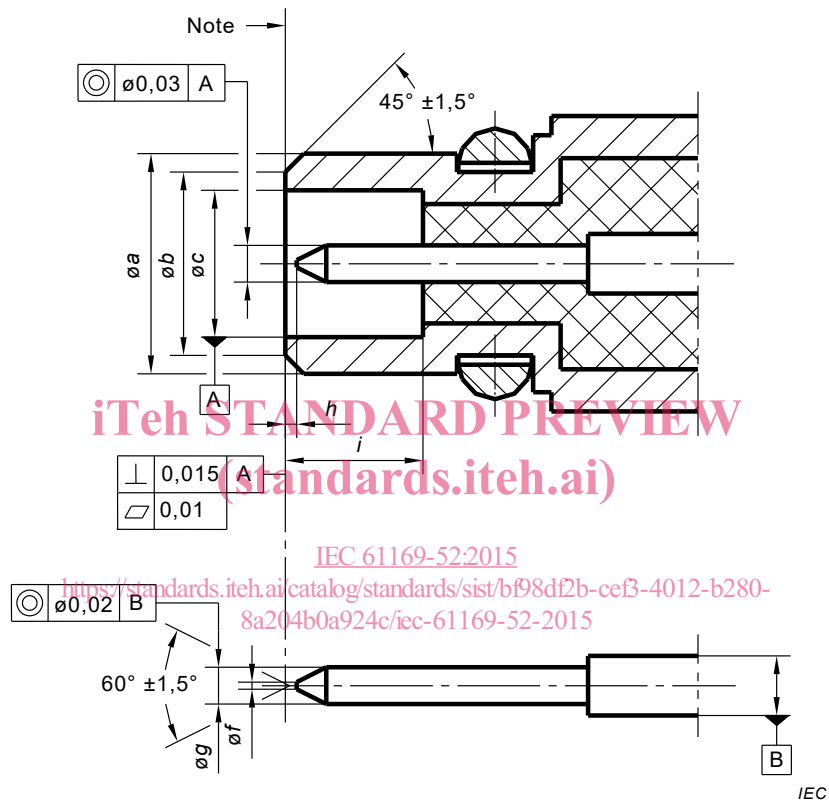 Note
ø0,03 A
45° ±1,5°
øa
øb
øc
A
h
iTeh STANDARD PREVIEW
i
0,015 A
(standards.iteh.ai)
0,01
IEC 61169-52:2015
https://standards.iteh.ai/catalog/standards/sist/bf98df2b-cef3-4012-b280-
ø0,02 B
8a204b0a924c/iec-61169-52-2015
60° ±1,5°
øg
øf
B
IEC